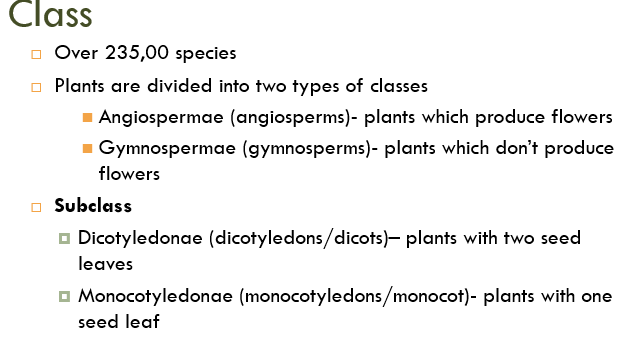 Class
Over 235,00 species
Plants are divided into two types of classes
Angiospermae (angiosperms)- plants which produce flowers
Gymnospermae (gymnosperms)- plants which don't produce
flowers
Subclass
Dicotyledonae (dicotyledons/dicots)– plants with two seed
leaves
Monocotyledonae (monocotyledons/monocot)- plants with one
seed leaf